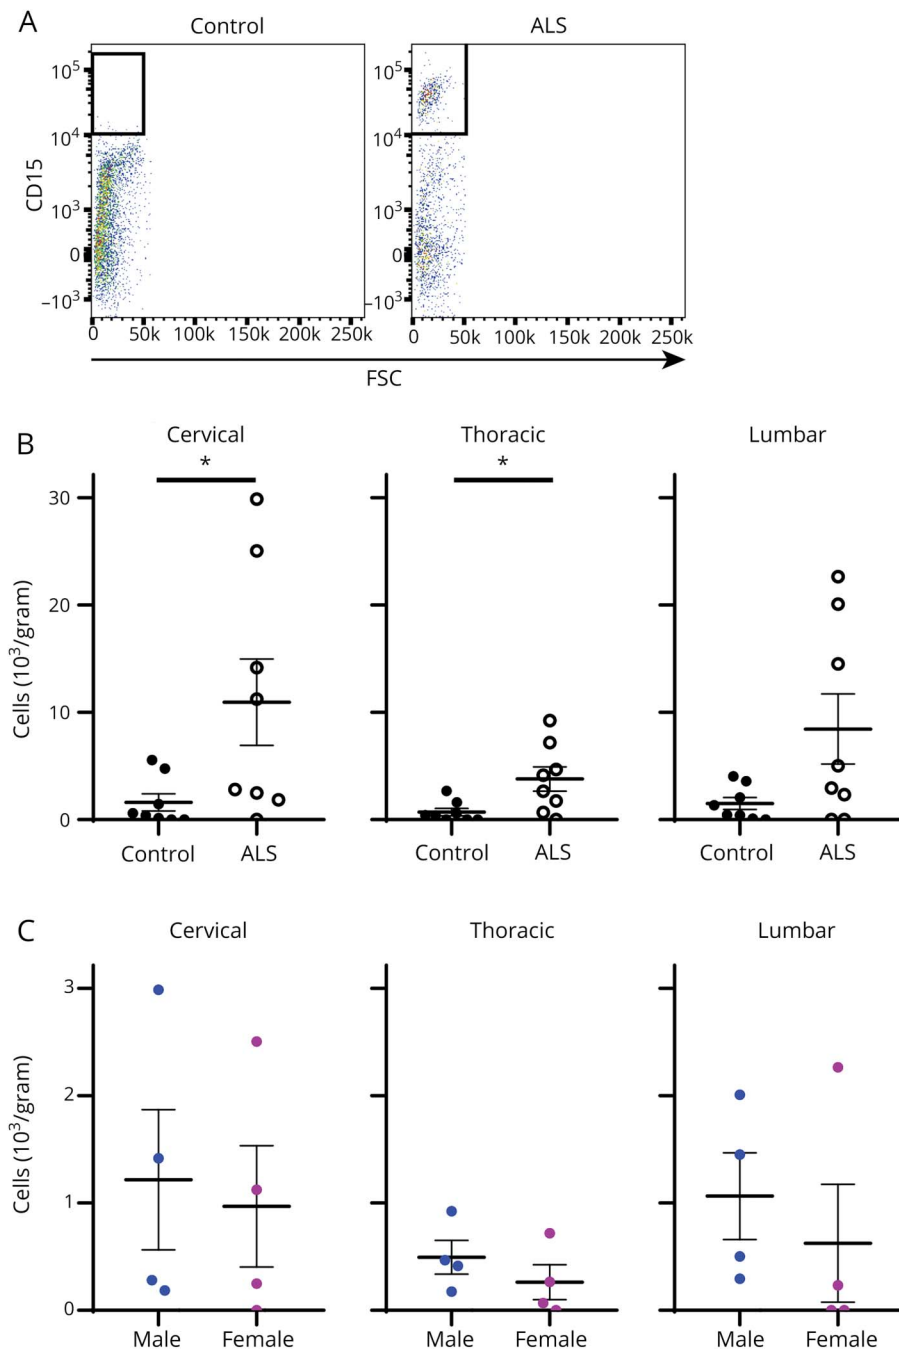 A
Control ALS
CD15
10⁵
10⁴
10³
0
–10³
0 50k 100k 150k 200k 250k
10⁵
10⁴
10³
0
–10³
0 50k 100k 150k 200k 250k
FSC
B
Cervical Thoracic Lumbar
* *
Cells (10³/gram)
30
20
10
0
Control ALS Control ALS Control ALS
C
Cervical Thoracic Lumbar
Cells (10³/gram)
3
2
1
0
Male Female Male Female Male Female